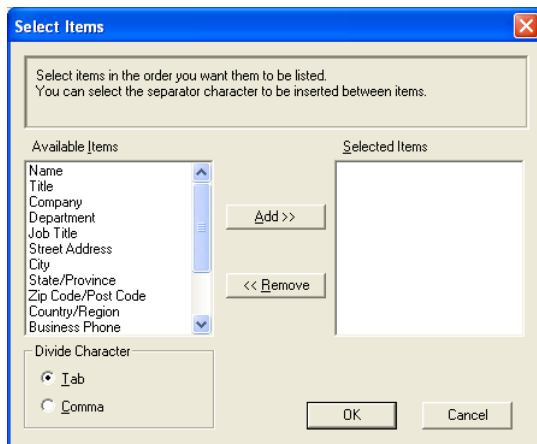 Select Items
Select items in the order you want them to be listed.
You can select the separator character to be inserted between items.
Available Items
Selected Items
Name
Title
Company
Department
Job Title
Street Address
City
State/Province
Zip Code/Post Code
Country/Region
Business Phone
Add >>
<< Remove
Divide Character
Tab
Comma
OK
Cancel